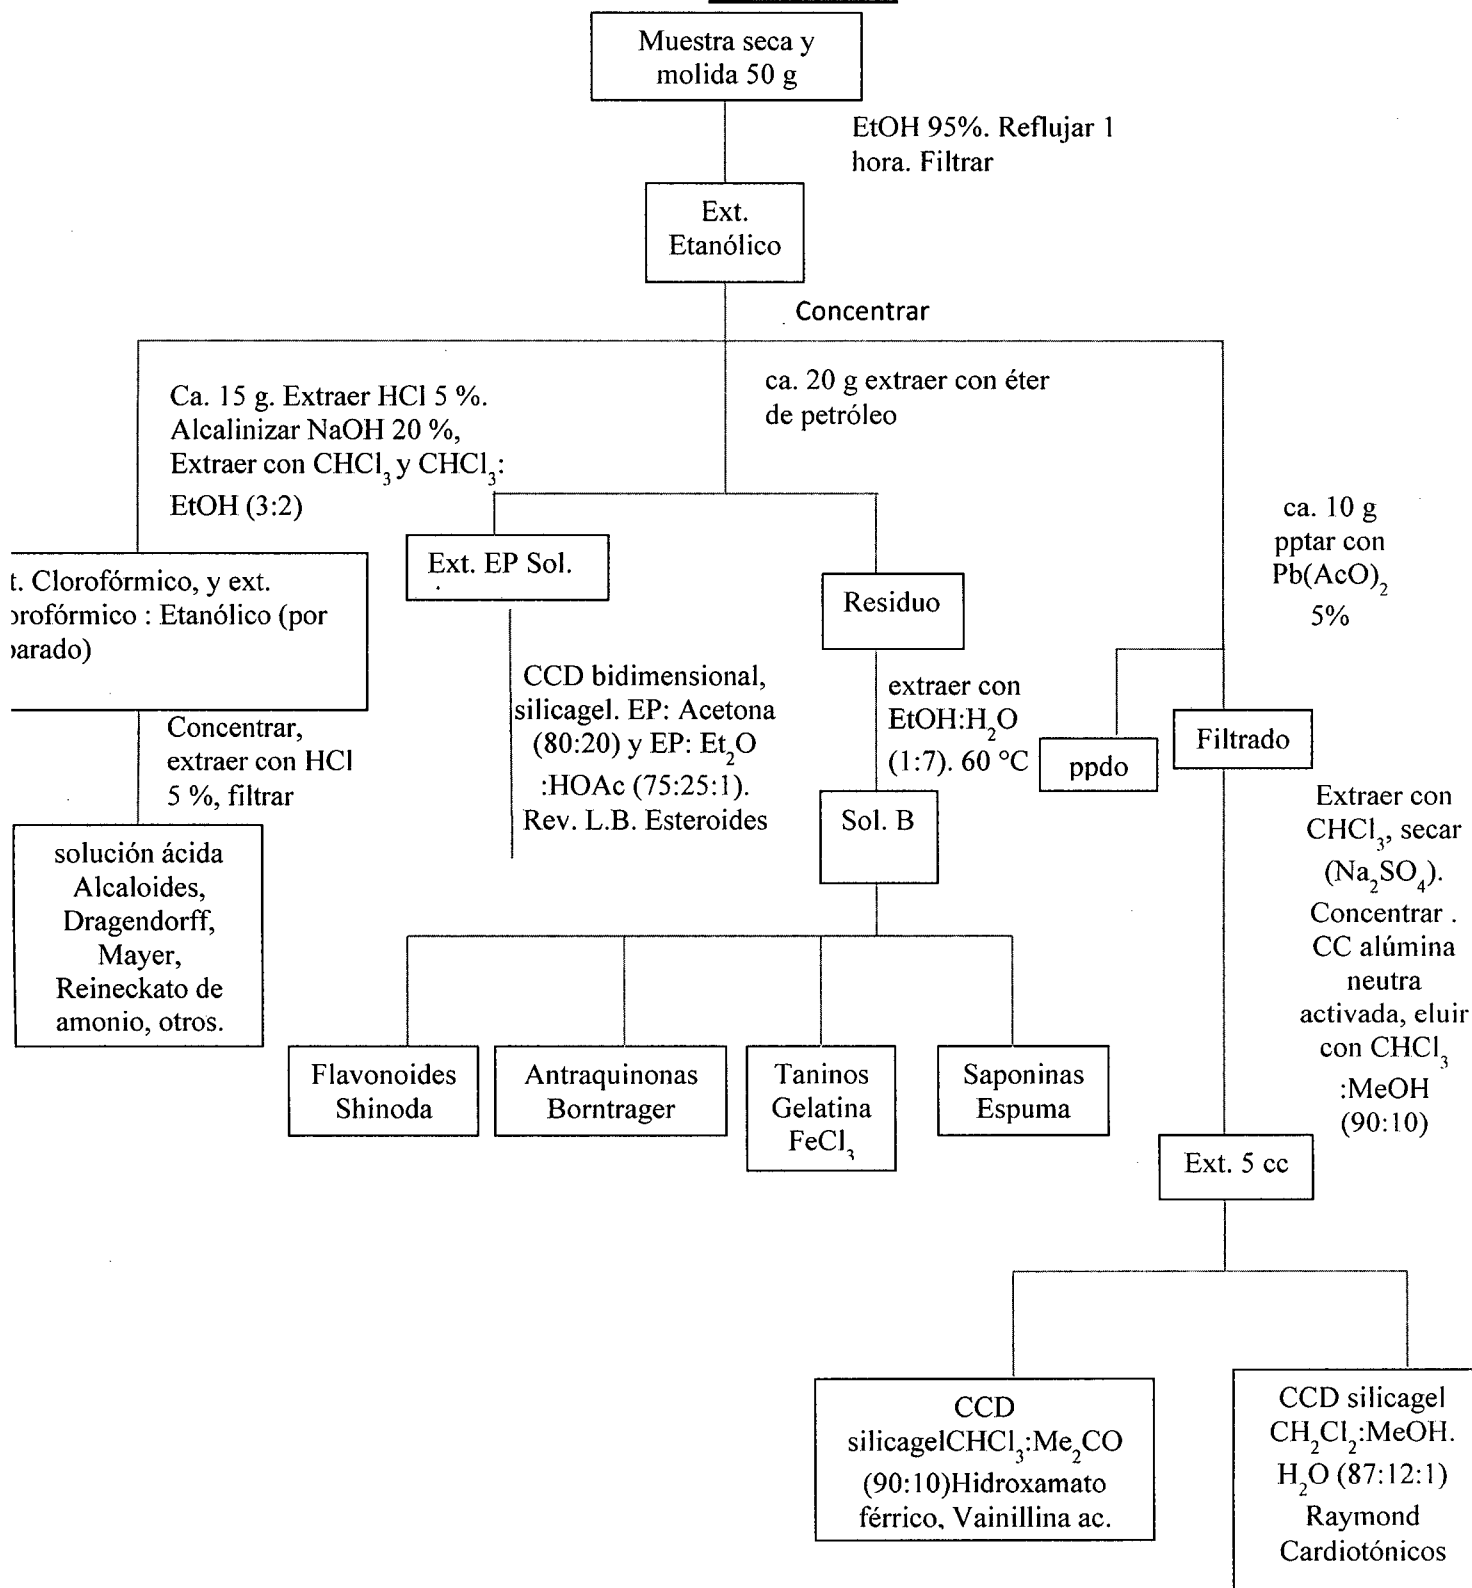 Muestra seca y
molida 50 g
EtOH 95%. Reflujar 1
hora. Filtrar
Ext.
Etanólico
Concentrar
Ca. 15 g. Extraer HCl 5 %.
Alcalinizar NaOH 20 %,
Extraer con CHCl₃ y CHCl₃:
EtOH (3:2)
ca. 20 g extraer con éter
de petróleo
ca. 10 g
pptar con
Pb(AcO)₂
5%
t. Clorofórmico, y ext.
orofórmico : Etanólico (por
parado)
Ext. EP Sol.
Residuo
Concentrar,
extraer con HCl
5 %, filtrar
CCD bidimensional,
silicagel. EP: Acetona
(80:20) y EP: Et₂O
:HOAc (75:25:1).
Rev. L.B. Esteroides
extraer con
EtOH:H₂O
(1:7). 60 °C
ppdo
Filtrado
solución ácida
Alcaloides,
Dragendorff,
Mayer,
Reineckato de
amonio, otros.
Sol. B
Extraer con
CHCl₃, secar
(Na₂SO₄).
Concentrar .
CC alúmina
neutra
activada, eluir
con CHCl₃
:MeOH
(90:10)
Flavonoides
Shinoda
Antraquinonas
Borntrager
Taninos
Gelatina
FeCl₃
Saponinas
Espuma
Ext. 5 cc
CCD
silicagelCHCl₃:Me₂CO
(90:10)Hidroxamato
férrico, Vainillina ac.
CCD silicagel
CH₂Cl₂:MeOH.
H₂O (87:12:1)
Raymond
Cardiotónicos